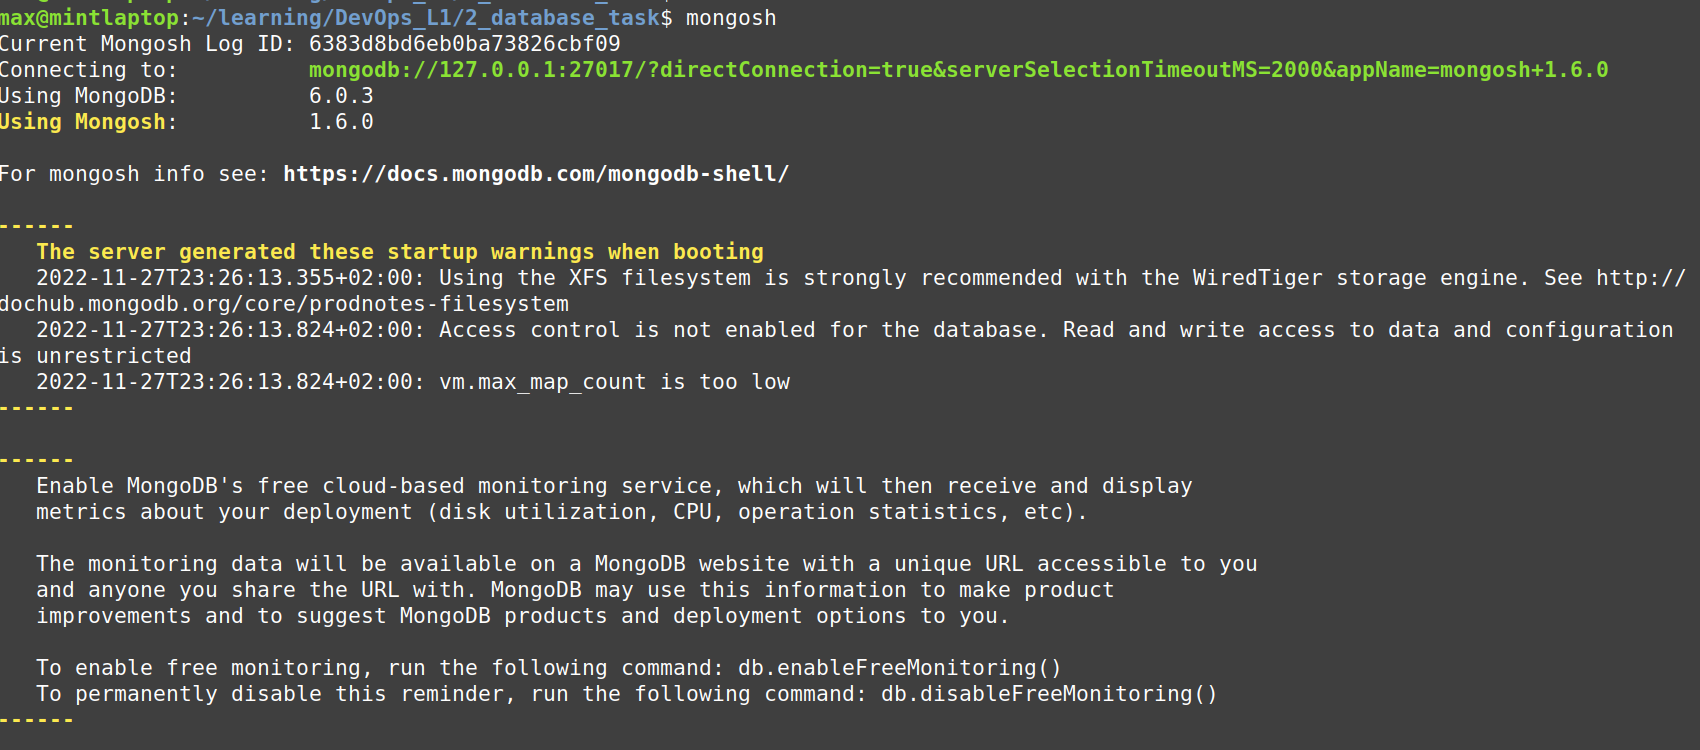 max@mintlaptop:~/learning/DevOps_L1/2_database_task$ mongosh
Current Mongosh Log ID: 6383d8bd6eb0ba73826cbf09
Connecting to:          mongodb://127.0.0.1:27017/?directConnection=true&serverSelectionTimeoutMS=2000&appName=mongosh+1.6.0
Using MongoDB:          6.0.3
Using Mongosh:          1.6.0
For mongosh info see: https://docs.mongodb.com/mongodb-shell/
------
   The server generated these startup warnings when booting
   2022-11-27T23:26:13.355+02:00: Using the XFS filesystem is strongly recommended with the WiredTiger storage engine. See http://
dochub.mongodb.org/core/prodnotes-filesystem
   2022-11-27T23:26:13.824+02:00: Access control is not enabled for the database. Read and write access to data and configuration
is unrestricted
   2022-11-27T23:26:13.824+02:00: vm.max_map_count is too low
------
------
   Enable MongoDB's free cloud-based monitoring service, which will then receive and display
   metrics about your deployment (disk utilization, CPU, operation statistics, etc).
   The monitoring data will be available on a MongoDB website with a unique URL accessible to you
   and anyone you share the URL with. MongoDB may use this information to make product
   improvements and to suggest MongoDB products and deployment options to you.
   To enable free monitoring, run the following command: db.enableFreeMonitoring()
   To permanently disable this reminder, run the following command: db.disableFreeMonitoring()
------